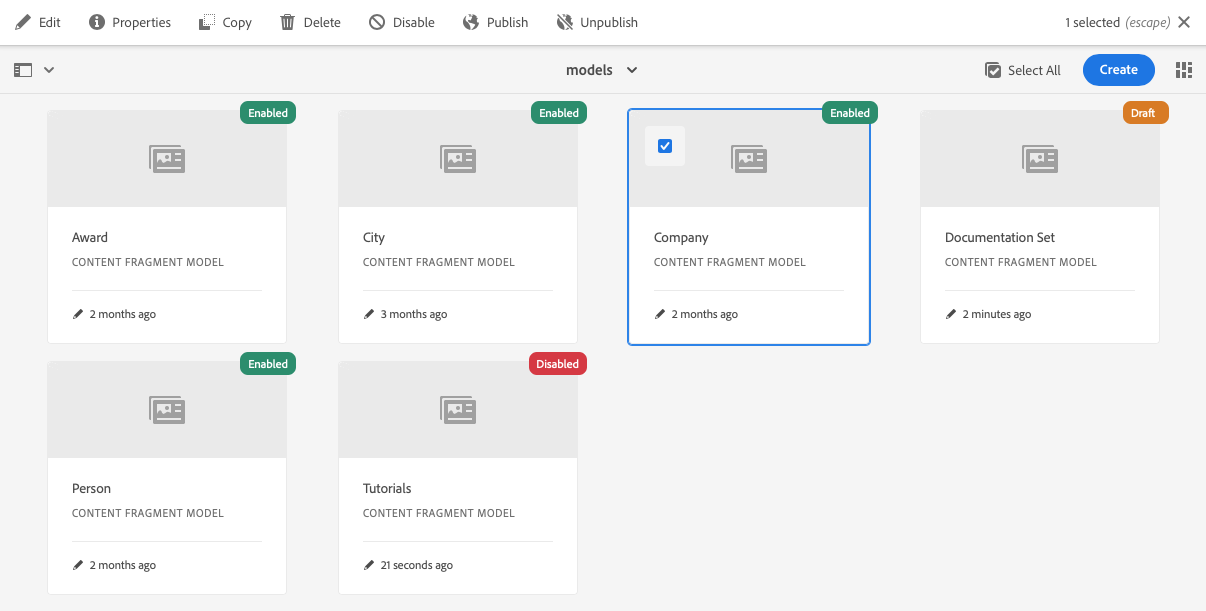 Edit Properties Copy Delete Disable Publish Unpublish 1 selected (escape)
models Select All Create
Enabled Enabled Enabled Draft
Award City Company Documentation Set
CONTENT FRAGMENT MODEL CONTENT FRAGMENT MODEL CONTENT FRAGMENT MODEL CONTENT FRAGMENT MODEL
2 months ago 3 months ago 2 months ago 2 minutes ago
Enabled Disabled
Person Tutorials
CONTENT FRAGMENT MODEL CONTENT FRAGMENT MODEL
2 months ago 21 seconds ago